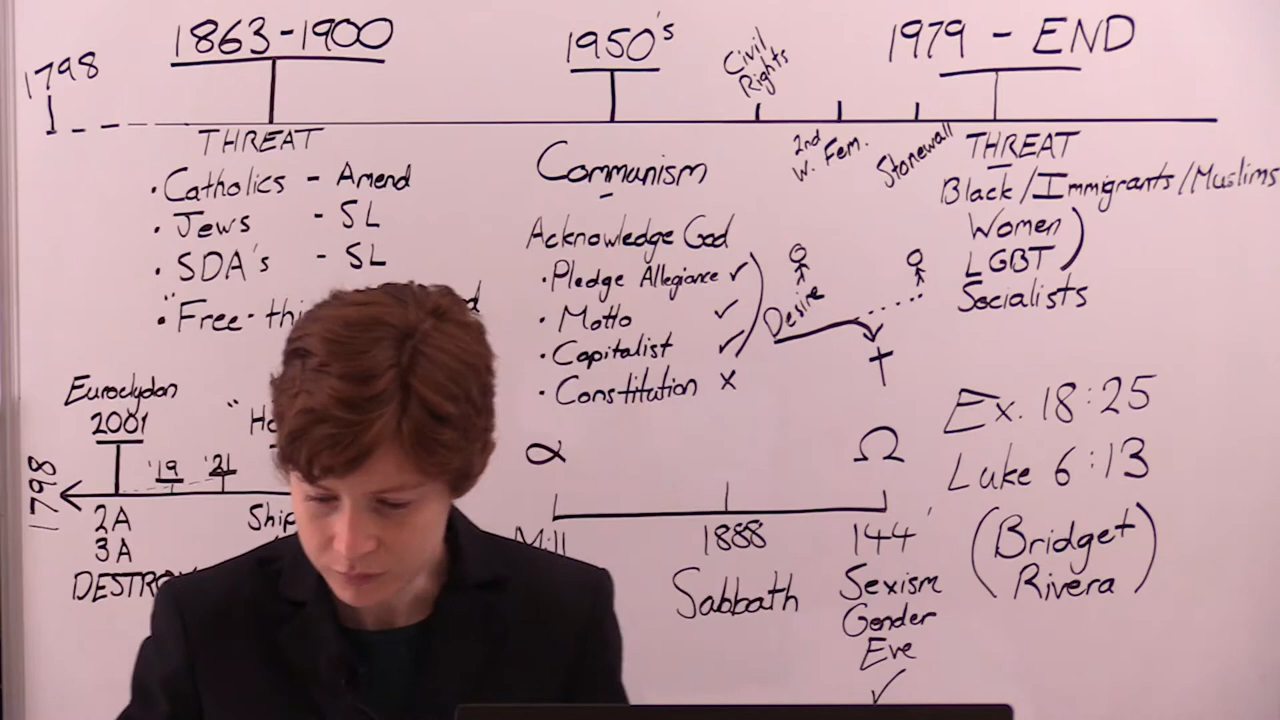 1798
1863-1900
THREAT
· Catholics - Amend
· Jews - SL
· SDA's - SL
· "Free-thi
1950's
Communism
Acknowledge God
· Pledge Allegiance ✓
· Motto ✓
· Capitalist ✓
· Constitution x
Civil
Rights
2nd
W. Fem.
Stonewall
Desire
1979 - END
THREAT
Black/Immigrants/Muslims
Women
LGBT
Socialists
Euroclydon
2001
'19 '21
1798
2A
3A
α Ω
1888
Sabbath
144'
Sexism
Gender
Eve
✓
Ex. 18:25
Luke 6:13
(Bridget
Rivera)